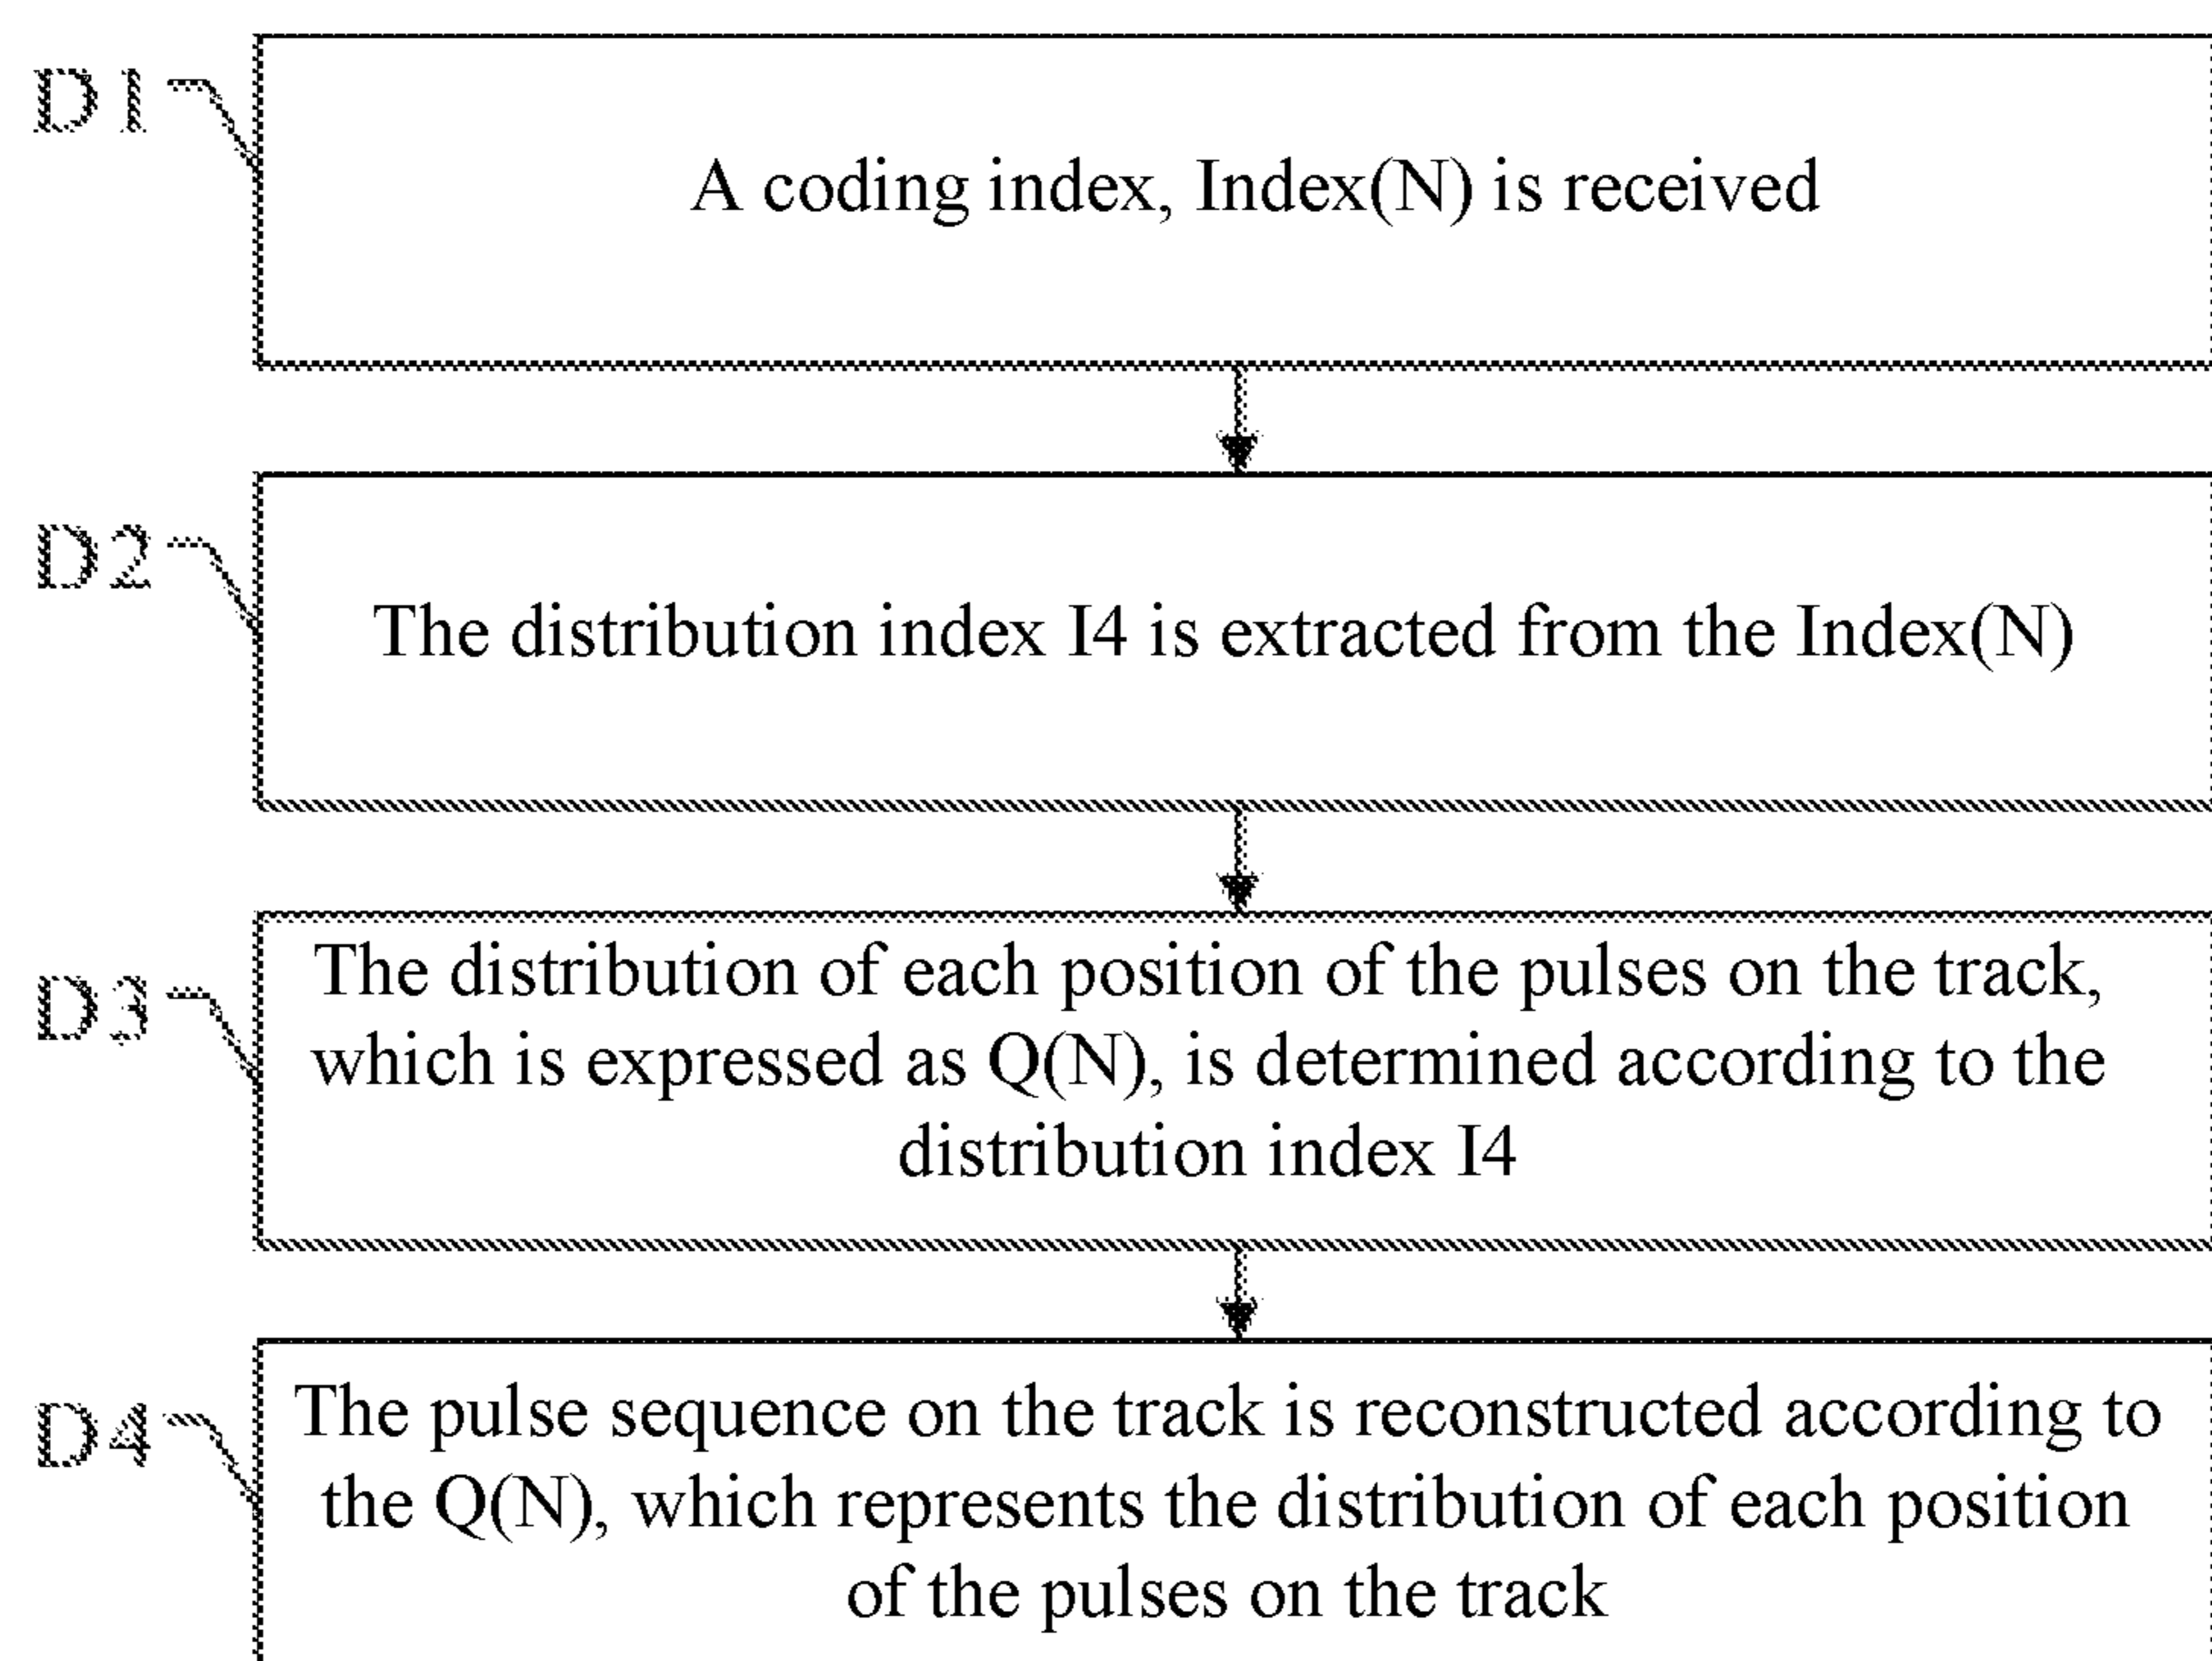 D1
A coding index, Index(N) is received
D2
The distribution index I4 is extracted from the Index(N)
D3
The distribution of each position of the pulses on the track,
which is expressed as Q(N), is determined according to the
distribution index I4
D4
The pulse sequence on the track is reconstructed according to
the Q(N), which represents the distribution of each position
of the pulses on the track